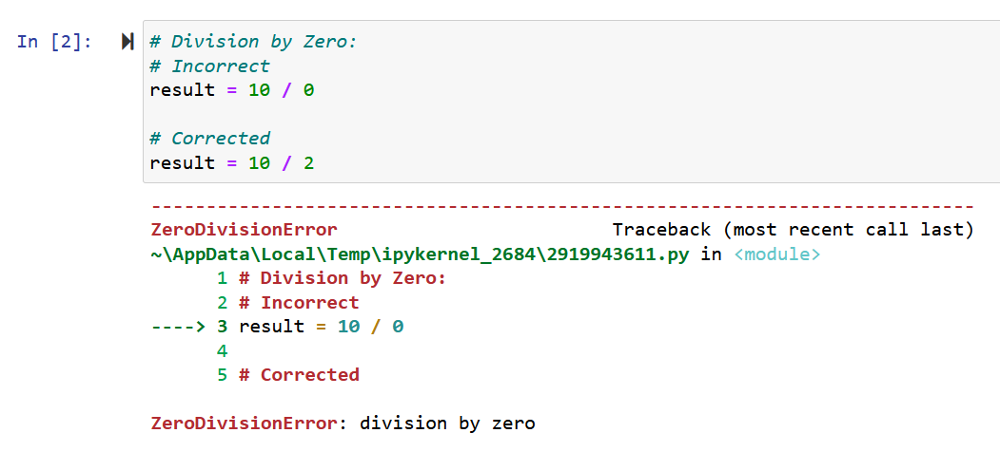 In [2]:
# Division by Zero:
# Incorrect
result = 10 / 0
# Corrected
result = 10 / 2
---------------------------------------------------------------------------
ZeroDivisionError Traceback (most recent call last)
~\AppData\Local\Temp\ipykernel_2684\2919943611.py in <module>
1 # Division by Zero:
2 # Incorrect
----> 3 result = 10 / 0
4
5 # Corrected
ZeroDivisionError: division by zero